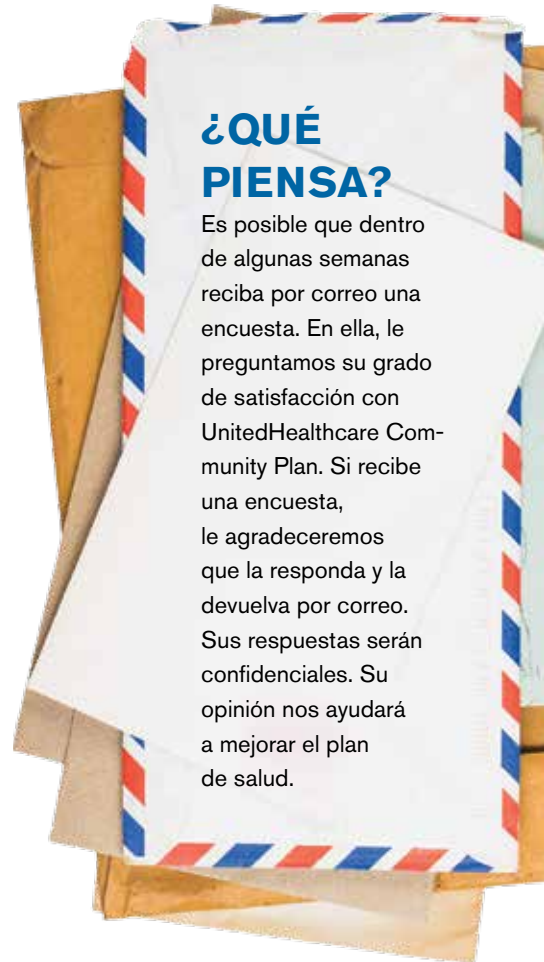 ¿QUÉ
PIENSA?
Es posible que dentro
de algunas semanas
reciba por correo una
encuesta. En ella, le
preguntamos su grado
de satisfacción con
UnitedHealthcare Com-
munity Plan. Si recibe
una encuesta,
le agradeceremos
que la responda y la
devuelva por correo.
Sus respuestas serán
confidenciales. Su
opinión nos ayudará
a mejorar el plan
de salud.